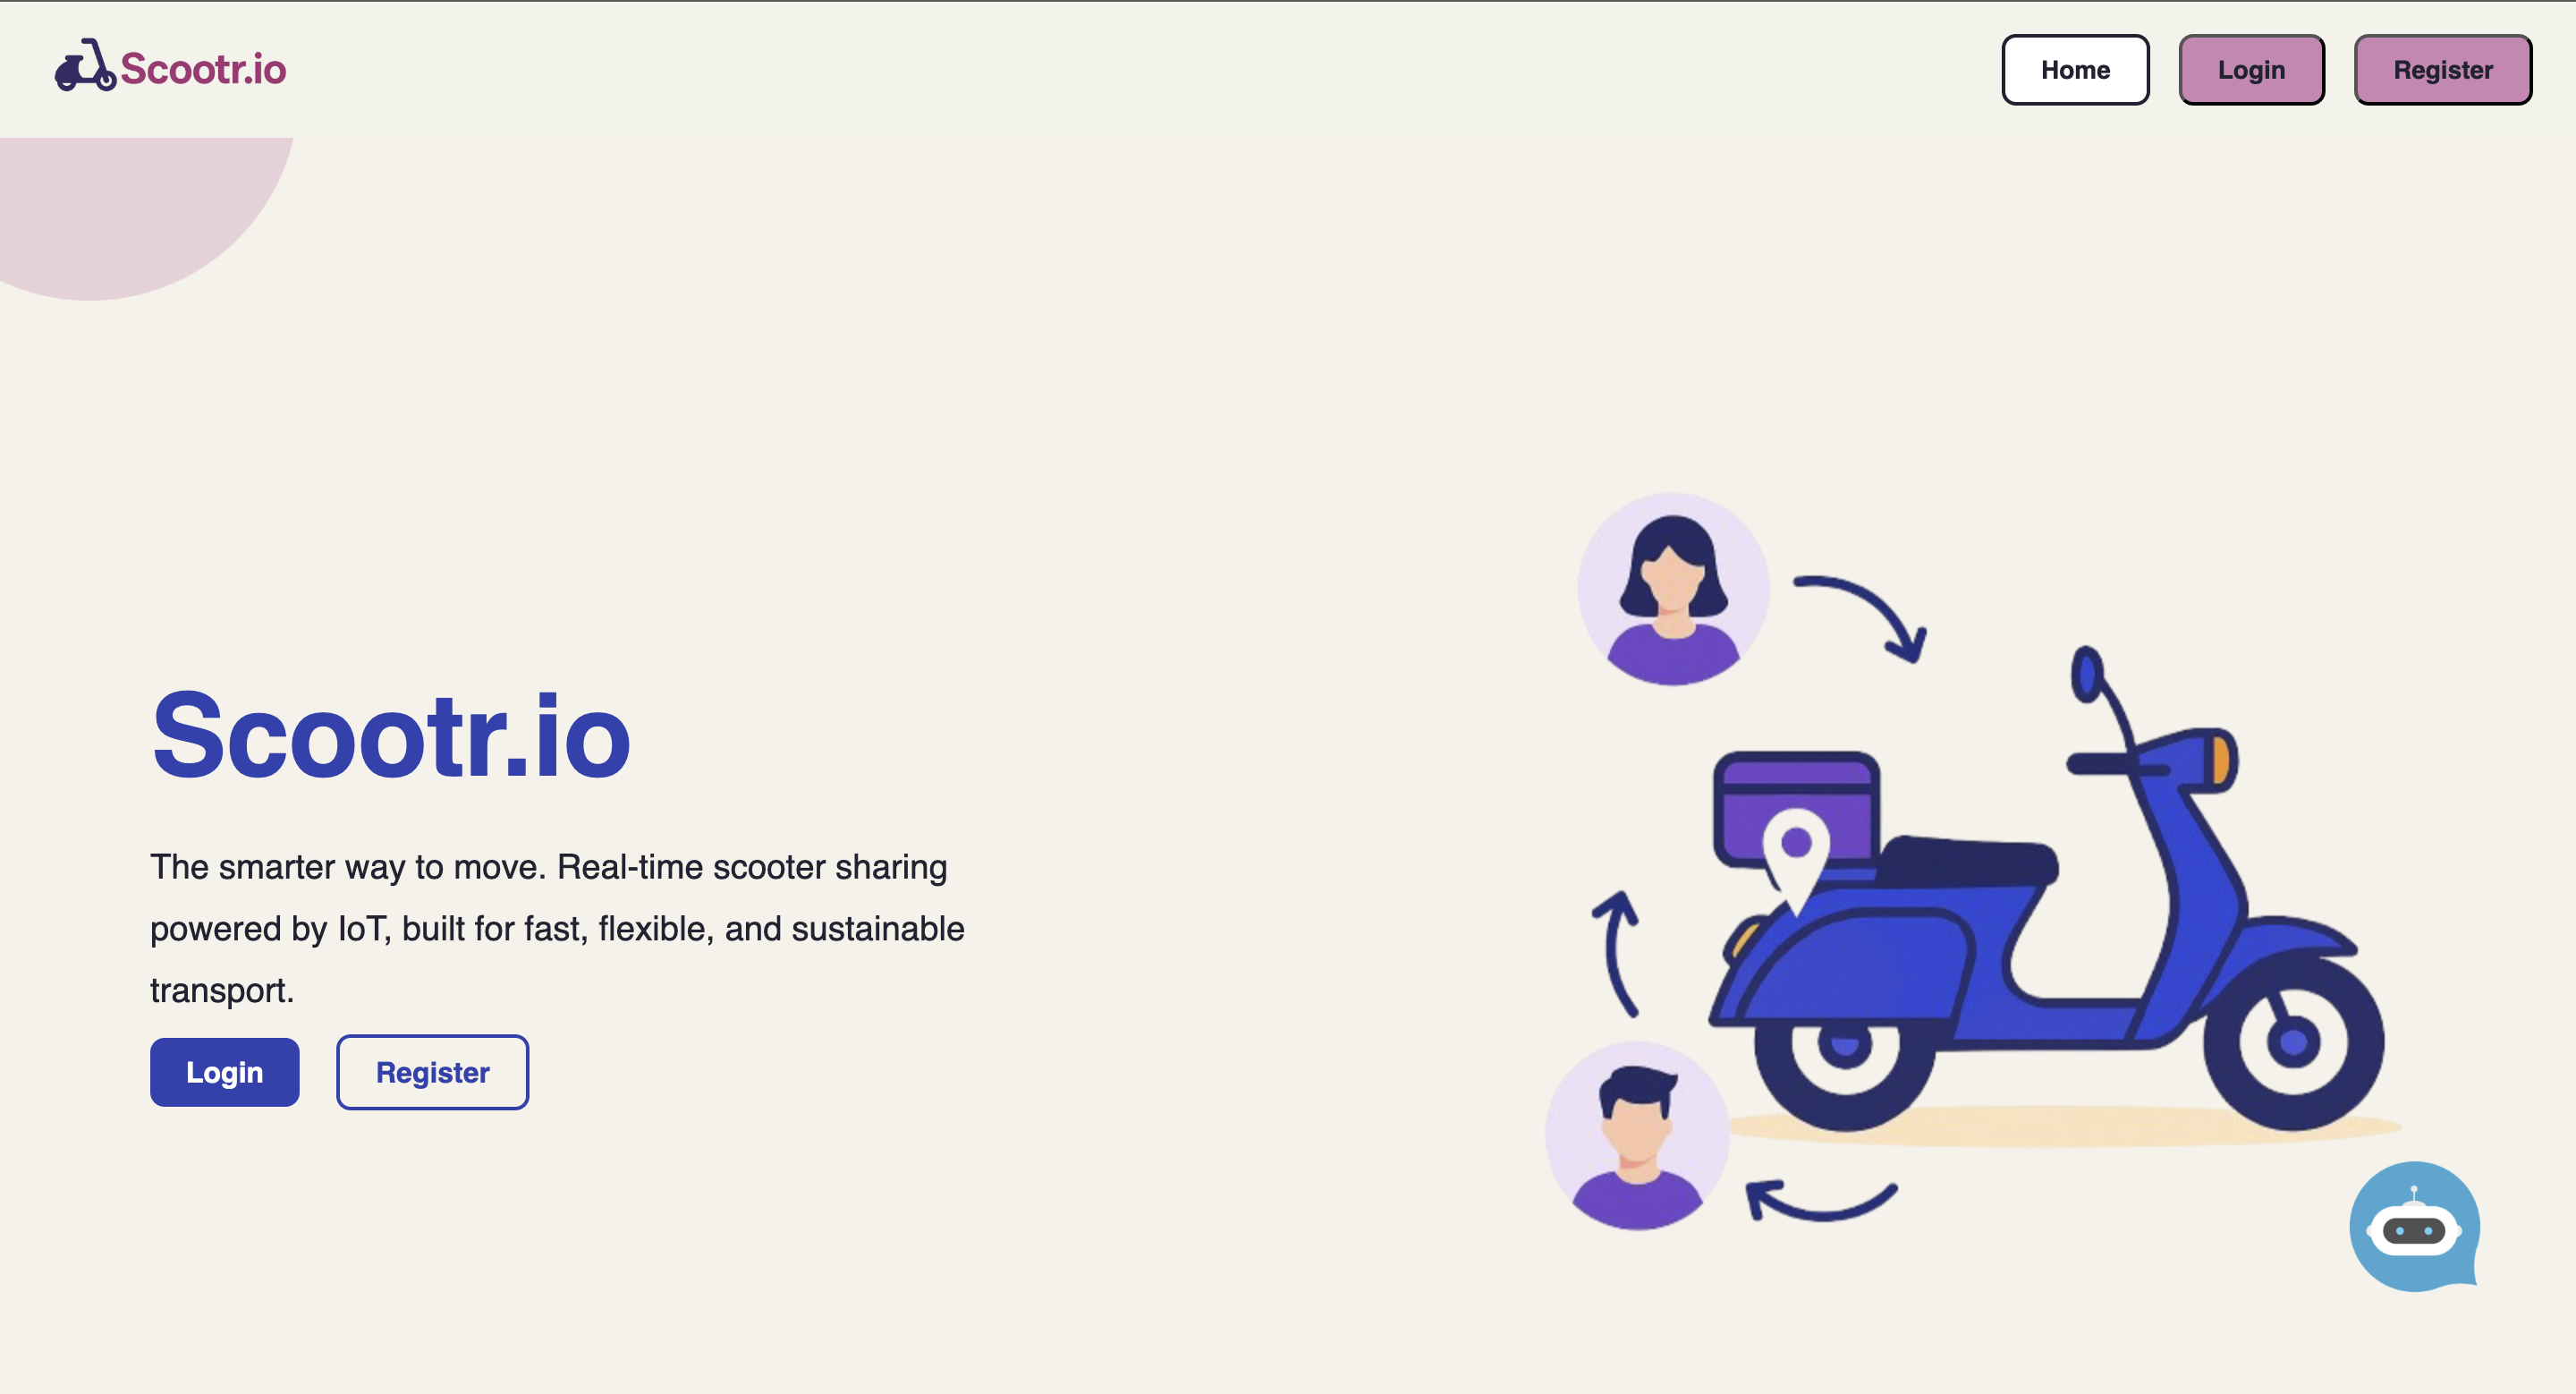 Scootr.io
Home
Login
Register
Scootr.io
The smarter way to move. Real-time scooter sharing
powered by IoT, built for fast, flexible, and sustainable
transport.
Login
Register